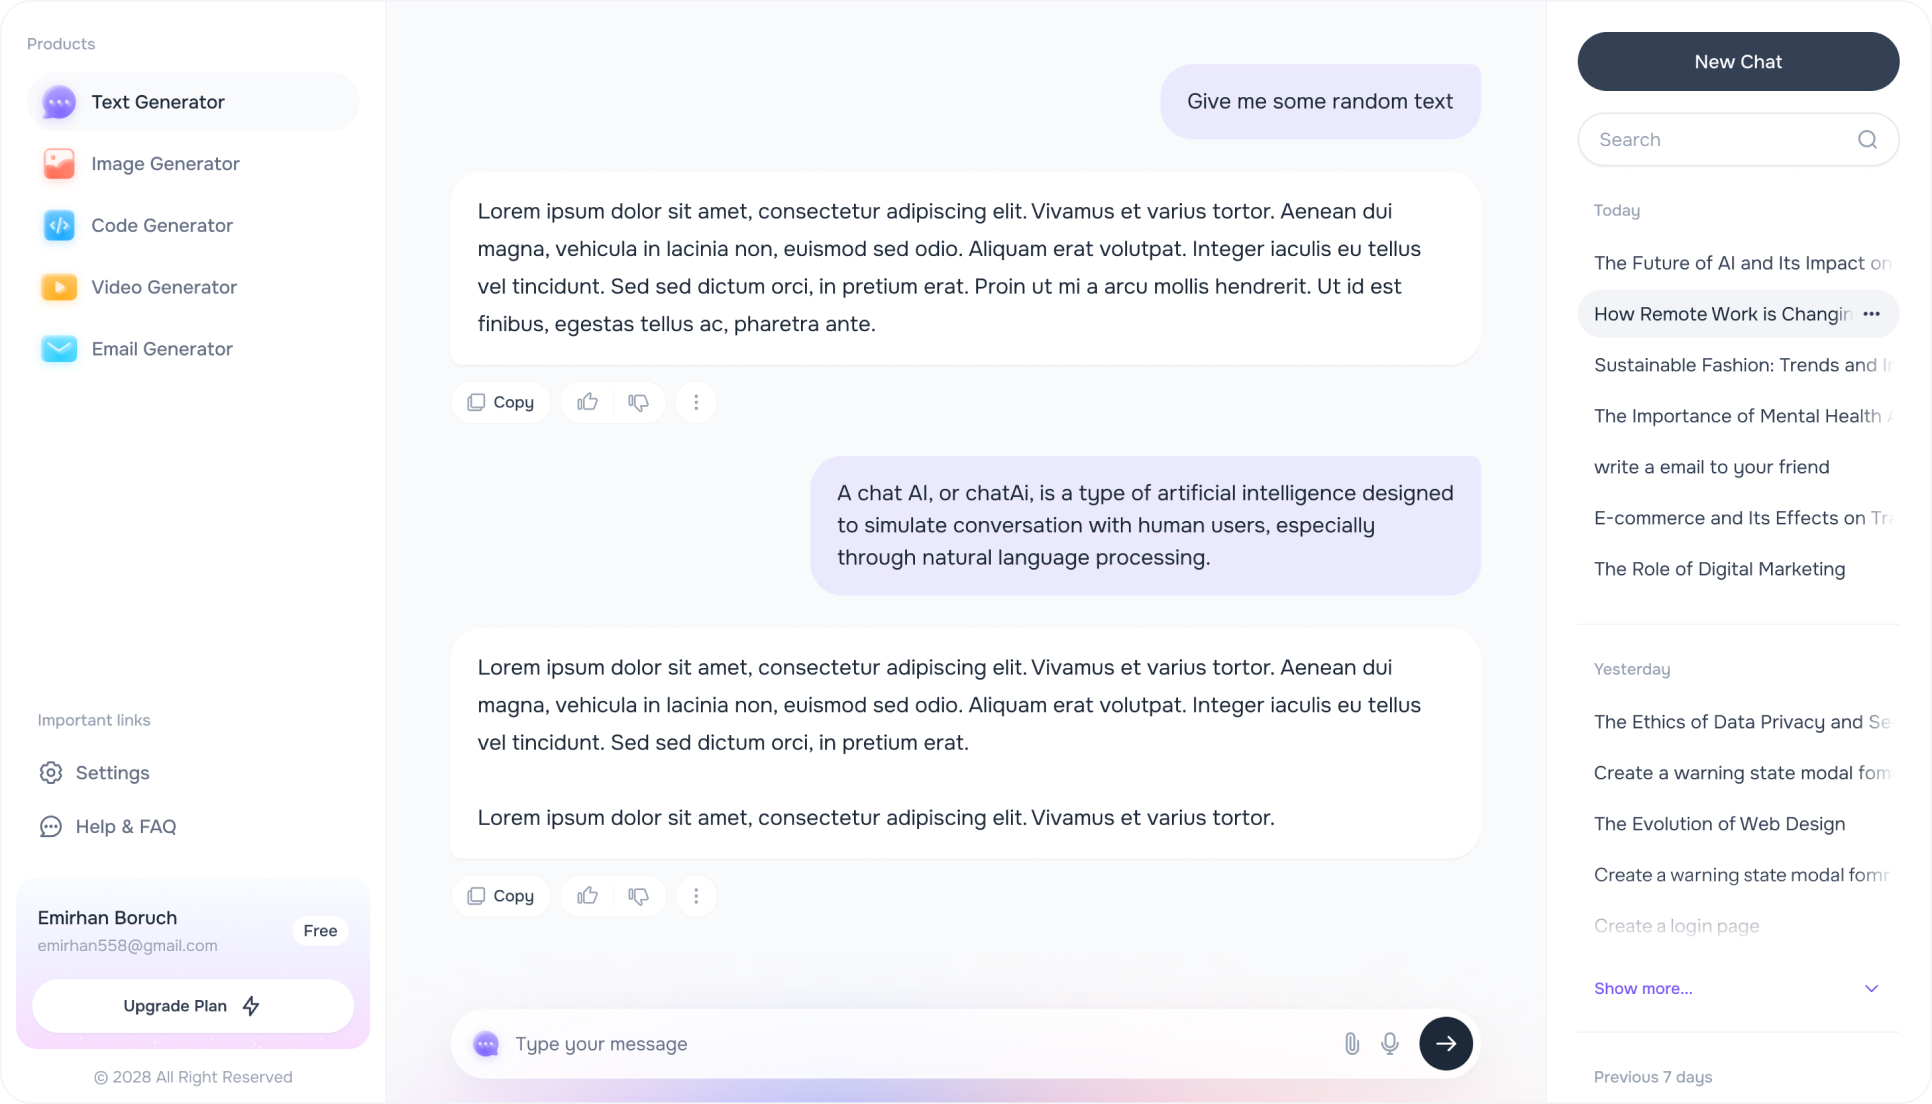 Products
Text Generator
Image Generator
Code Generator
Video Generator
Email Generator
Important links
Settings
Help & FAQ
Emirhan Boruch
emirhan558@gmail.com
Free
Upgrade Plan
© 2028 All Right Reserved
Give me some random text
Lorem ipsum dolor sit amet, consectetur adipiscing elit. Vivamus et varius tortor. Aenean dui
magna, vehicula in lacinia non, euismod sed odio. Aliquam erat volutpat. Integer iaculis eu tellus
vel tincidunt. Sed sed dictum orci, in pretium erat. Proin ut mi a arcu mollis hendrerit. Ut id est
finibus, egestas tellus ac, pharetra ante.
Copy
A chat AI, or chatAi, is a type of artificial intelligence designed
to simulate conversation with human users, especially
through natural language processing.
Lorem ipsum dolor sit amet, consectetur adipiscing elit. Vivamus et varius tortor. Aenean dui
magna, vehicula in lacinia non, euismod sed odio. Aliquam erat volutpat. Integer iaculis eu tellus
vel tincidunt. Sed sed dictum orci, in pretium erat.
Lorem ipsum dolor sit amet, consectetur adipiscing elit. Vivamus et varius tortor.
Copy
Type your message
New Chat
Search
Today
The Future of AI and Its Impact on
How Remote Work is Changin
Sustainable Fashion: Trends and
The Importance of Mental Health
write a email to your friend
E-commerce and Its Effects on
The Role of Digital Marketing
Yesterday
The Ethics of Data Privacy and
Create a warning state modal
The Evolution of Web Design
Create a warning state modal
Create a login page
Show more...
Previous 7 days